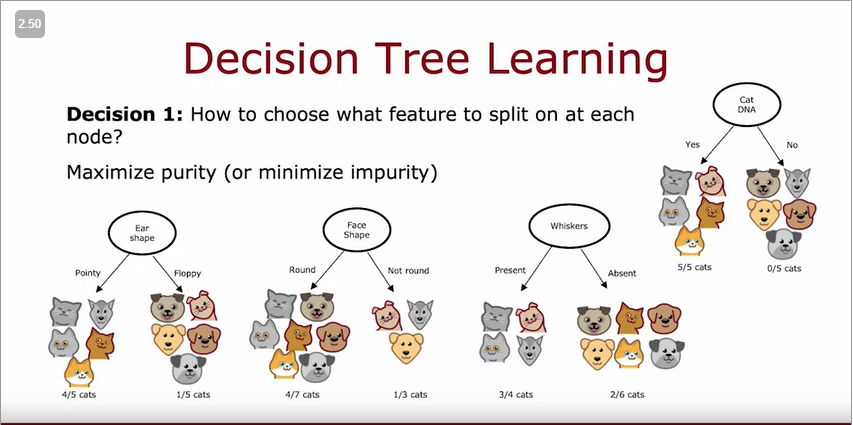 2.50
Decision Tree Learning
Decision 1: How to choose what feature to split on at each
node?
Maximize purity (or minimize impurity)
Cat
DNA
Yes
No
5/5 cats
0/5 cats
Ear
shape
Pointy
Floppy
4/5 cats
1/5 cats
Face
Shape
Round
Not round
4/7 cats
1/3 cats
Whiskers
Present
Absent
3/4 cats
2/6 cats